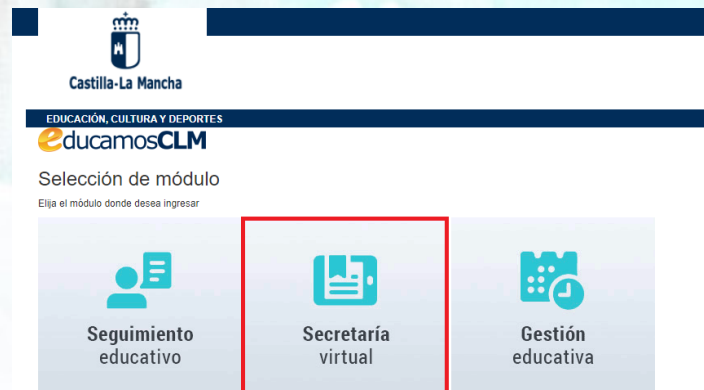 Castilla-La Mancha
EDUCACIÓN, CULTURA Y DEPORTES
educamosCLM
Selección de módulo
Elija el módulo donde desea ingresar
Seguimiento
educativo
Secretaría
virtual
Gestión
educativa